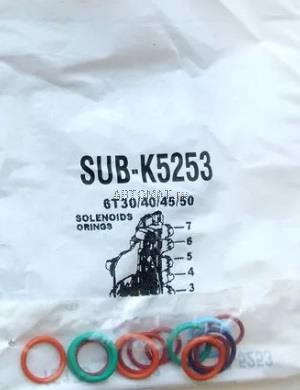 SUB-K5253
6T30/40/45/50
SOLENOIDS
ORINGS
7
6
5
4
3